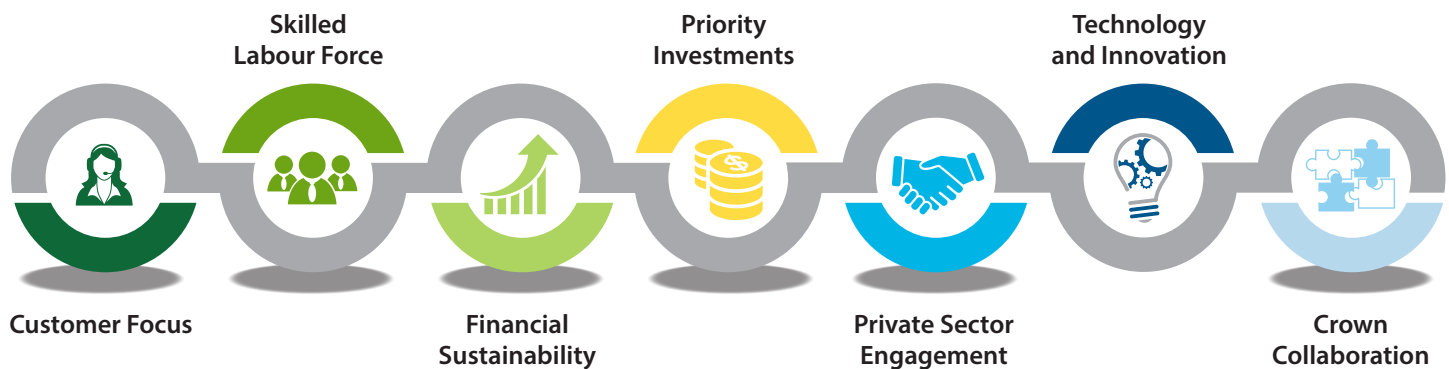 Customer Focus
Skilled
Labour Force
Financial
Sustainability
Priority
Investments
$
Private Sector
Engagement
Technology
and Innovation
Crown
Collaboration